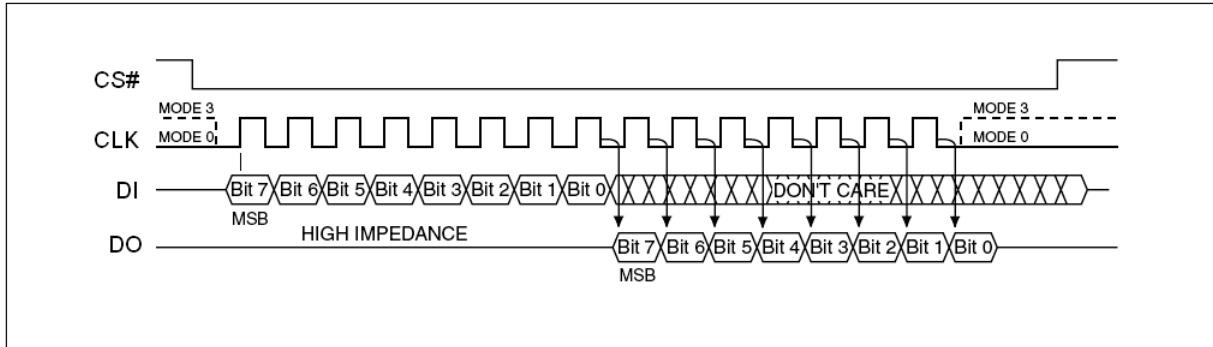 CS#
MODE 3 MODE 3
CLK MODE 0 MODE 0
DI Bit 7 Bit 6 Bit 5 Bit 4 Bit 3 Bit 2 Bit 1 Bit 0 DON'T CARE
MSB
HIGH IMPEDANCE
DO Bit 7 Bit 6 Bit 5 Bit 4 Bit 3 Bit 2 Bit 1 Bit 0
MSB